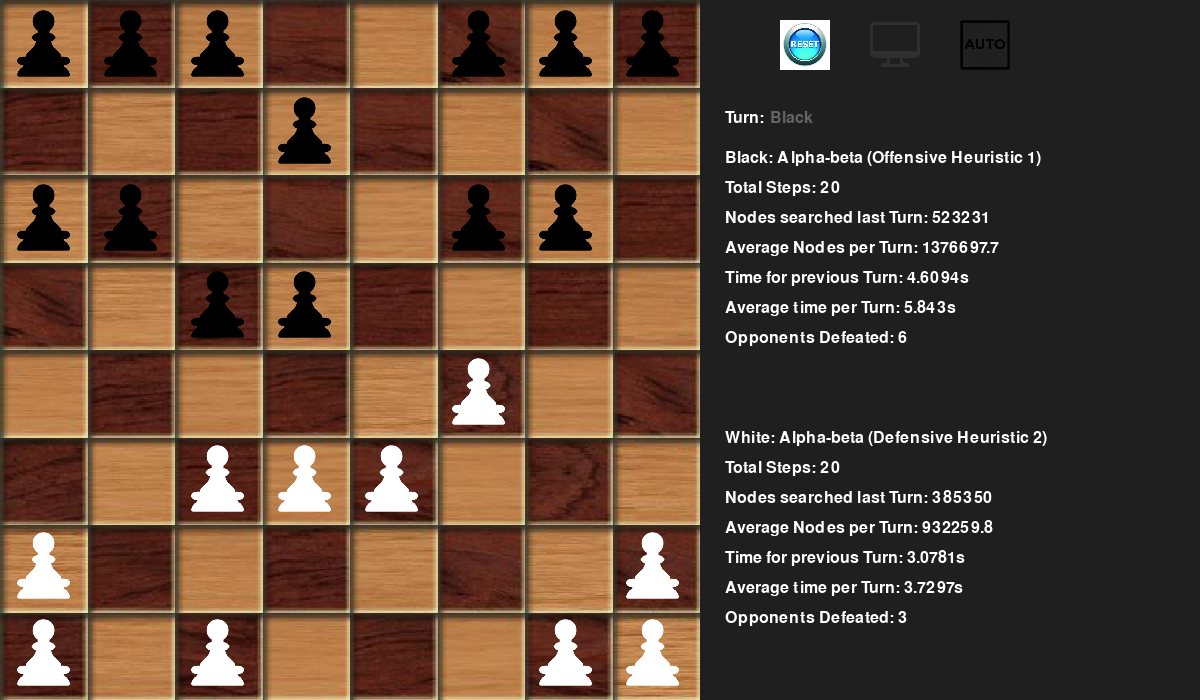 RESET
AUTO
Turn: Black
Black: Alpha-beta (Offensive Heuristic 1)
Total Steps: 20
Nodes searched last Turn: 523231
Average Nodes per Turn: 1376697.7
Time for previous Turn: 4.6094s
Average time per Turn: 5.843s
Opponents Defeated: 6
White: Alpha-beta (Defensive Heuristic 2)
Total Steps: 20
Nodes searched last Turn: 385350
Average Nodes per Turn: 932259.8
Time for previous Turn: 3.0781s
Average time per Turn: 3.7297s
Opponents Defeated: 3